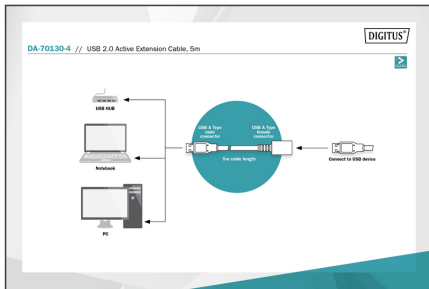 DIGITUS®
DA-70130-4 // USB 2.0 Active Extension Cable, 5m
USB HUB
USB A Type
male
connector
USB A Type
female
connector
5m cable length
Notebook
Connect to USB device
PC